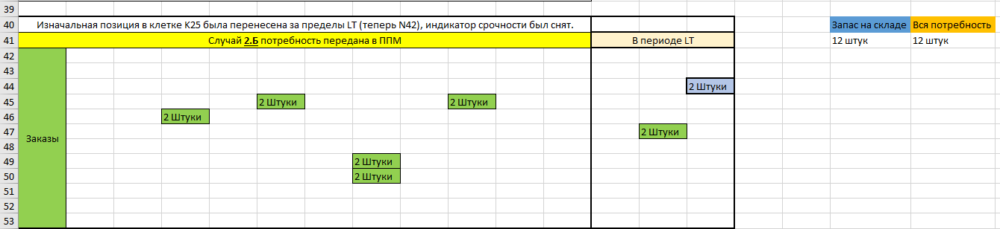 39
40 Изначальная позиция в клетке K25 была перенесена за пределы LT (теперь N42), индикатор срочности был снят. Запас на складе Вся потребность
41 Случай 2.Б потребность передана в ППМ В периоде LT 12 штук 12 штук
42
43
44 2 Штуки
45 2 Штуки 2 Штуки
46 2 Штуки
Заказы
47 2 Штуки
48
49 2 Штуки
50 2 Штуки
51
52
53